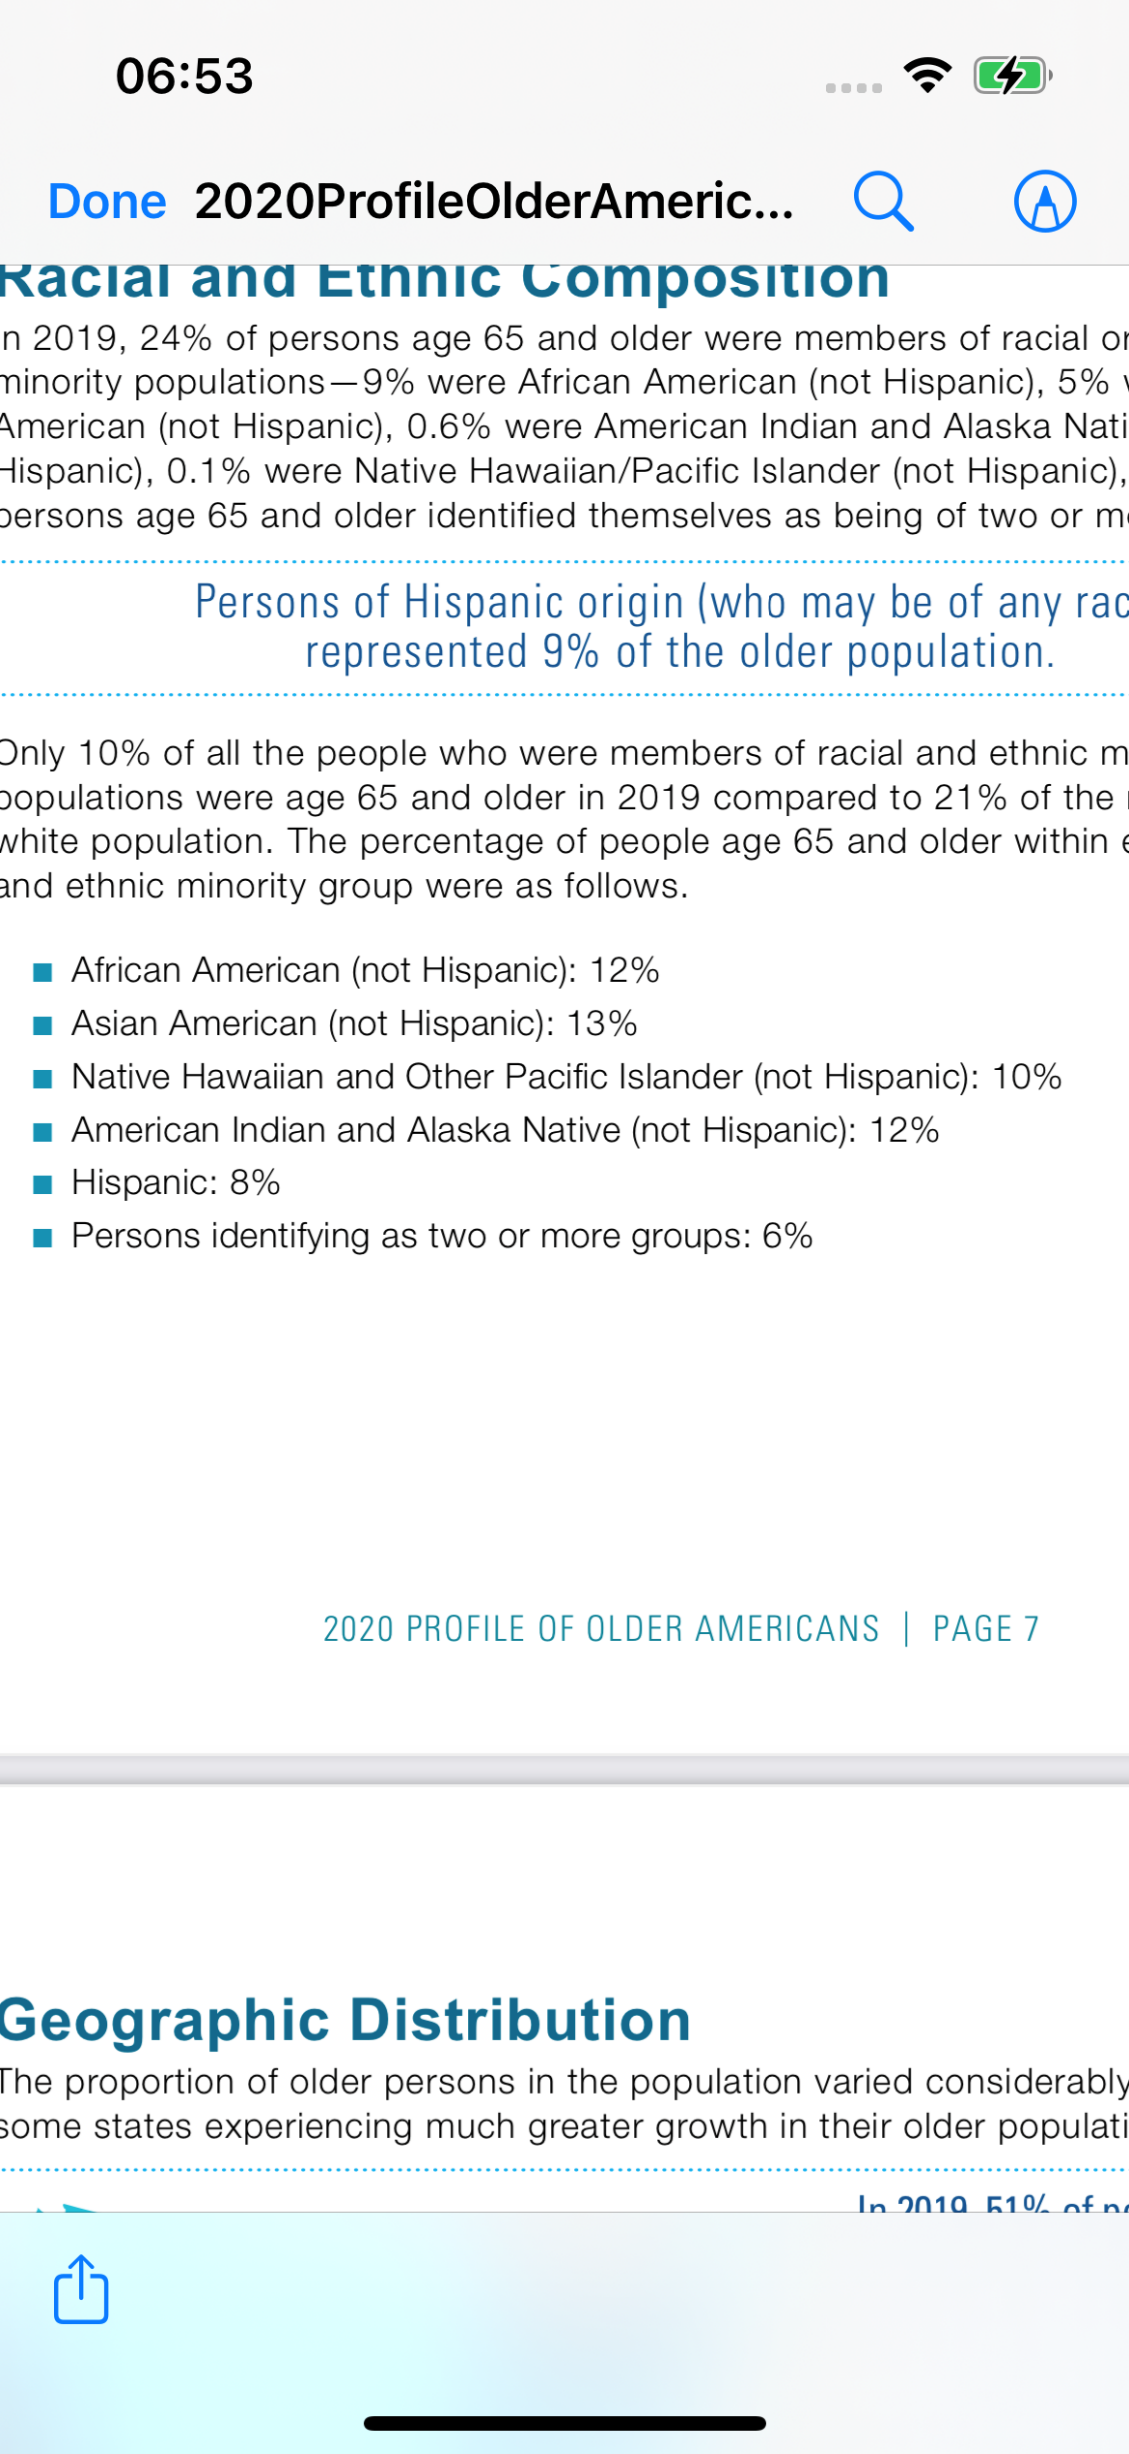 06:53
Done 2020ProfileOlderAmeric...
Racial and Ethnic Composition
n 2019, 24% of persons age 65 and older were members of racial or
minority populations—9% were African American (not Hispanic), 5%
American (not Hispanic), 0.6% were American Indian and Alaska Nati
Hispanic), 0.1% were Native Hawaiian/Pacific Islander (not Hispanic),
persons age 65 and older identified themselves as being of two or mo
Persons of Hispanic origin (who may be of any rac
represented 9% of the older population.
Only 10% of all the people who were members of racial and ethnic m
populations were age 65 and older in 2019 compared to 21% of the
white population. The percentage of people age 65 and older within e
and ethnic minority group were as follows.
■ African American (not Hispanic): 12%
■ Asian American (not Hispanic): 13%
■ Native Hawaiian and Other Pacific Islander (not Hispanic): 10%
■ American Indian and Alaska Native (not Hispanic): 12%
■ Hispanic: 8%
■ Persons identifying as two or more groups: 6%
2020 PROFILE OF OLDER AMERICANS | PAGE 7
Geographic Distribution
The proportion of older persons in the population varied considerably
some states experiencing much greater growth in their older populati
In 2019, 51% of pe